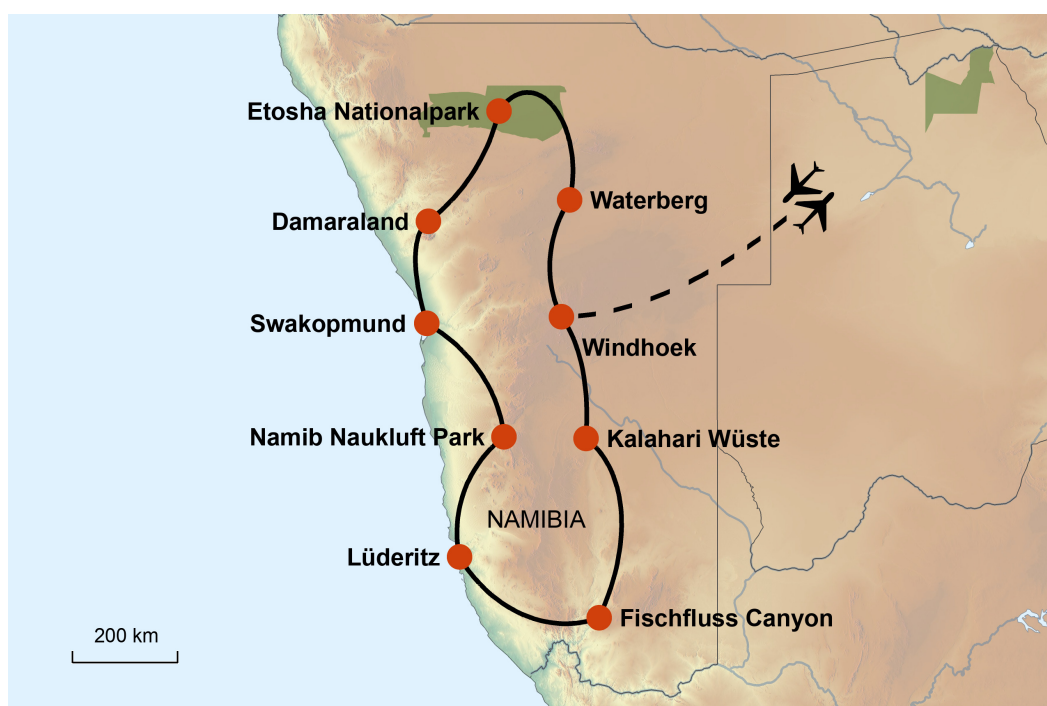 Etosha Nationalpark
Waterberg
Damaraland
Swakopmund
Windhoek
Namib Naukluft Park
Kalahari Wüste
NAMIBIA
Lüderitz
Fischfluss Canyon
200 km